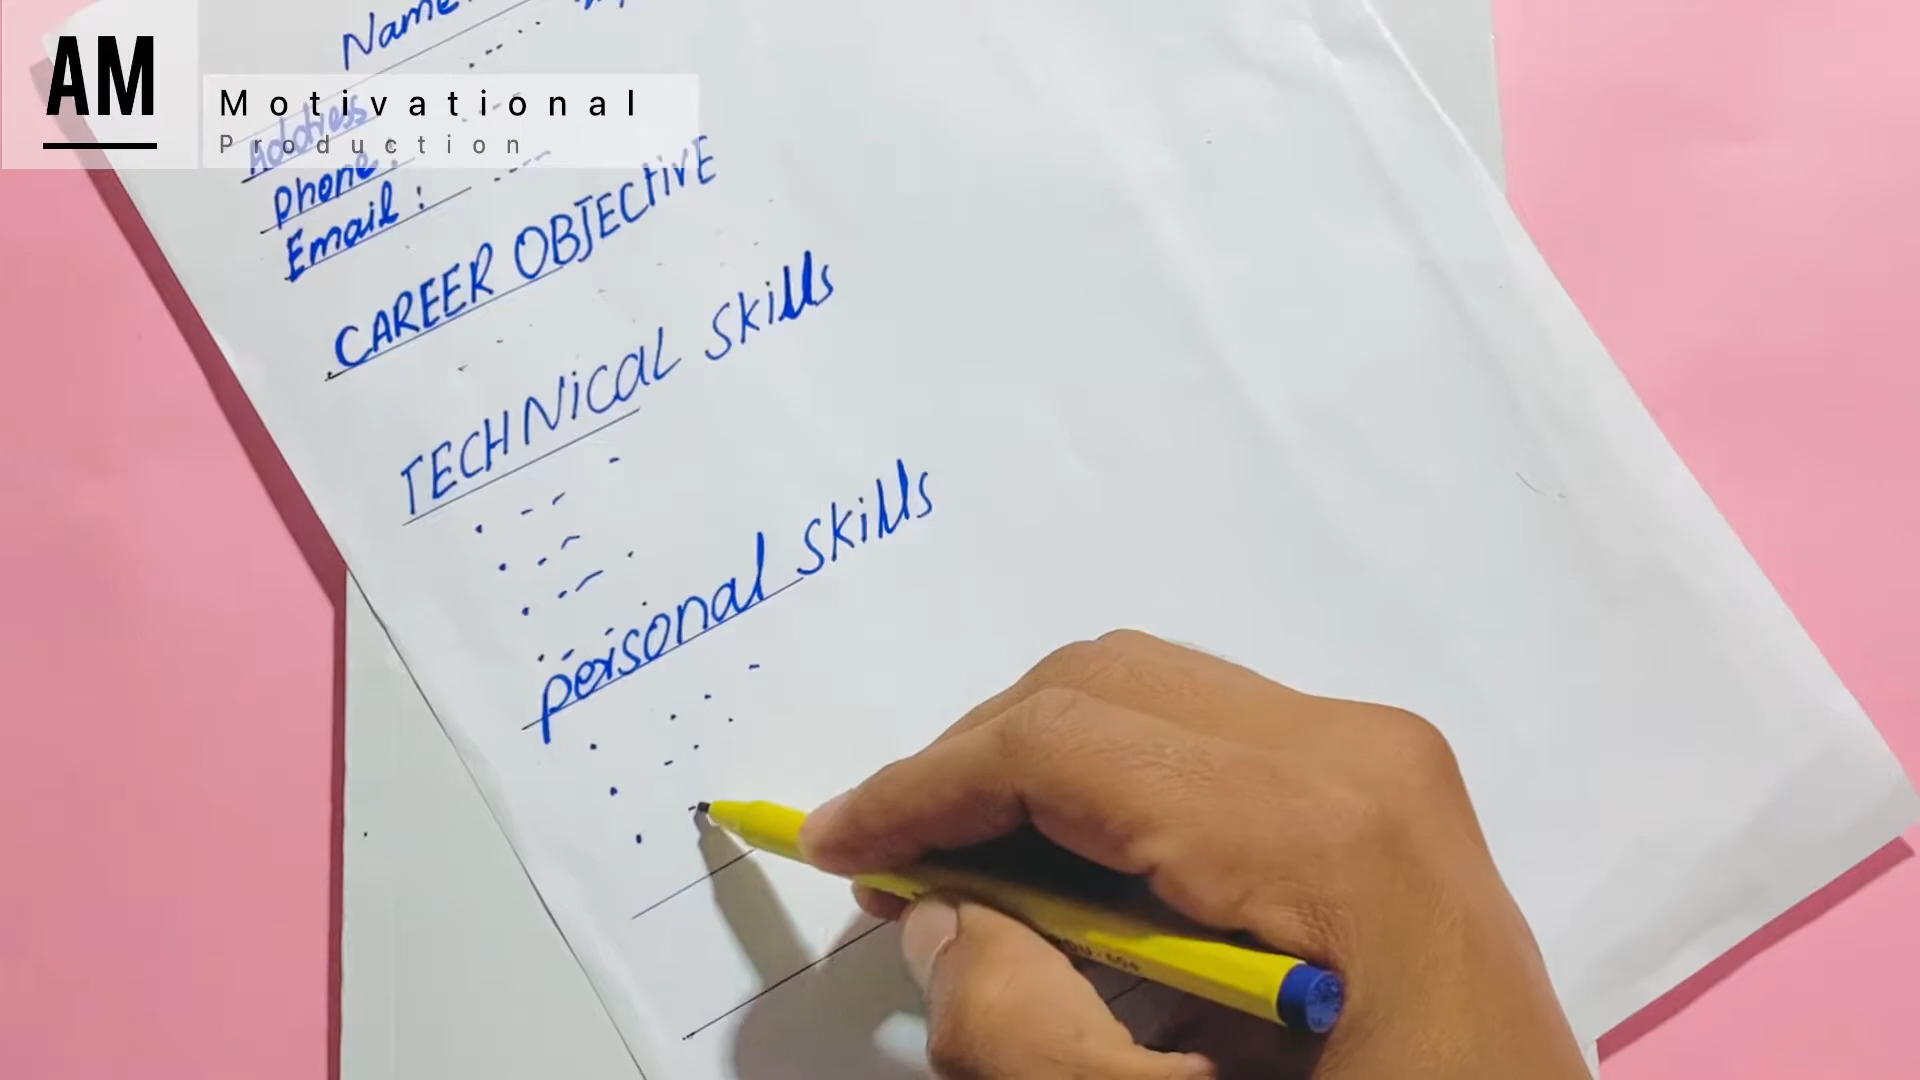 AM
Motivational
Production
Name
Address
Phone :
Email :
CAREER OBJECTIVE
TECHNICAL Skills
personal Skills